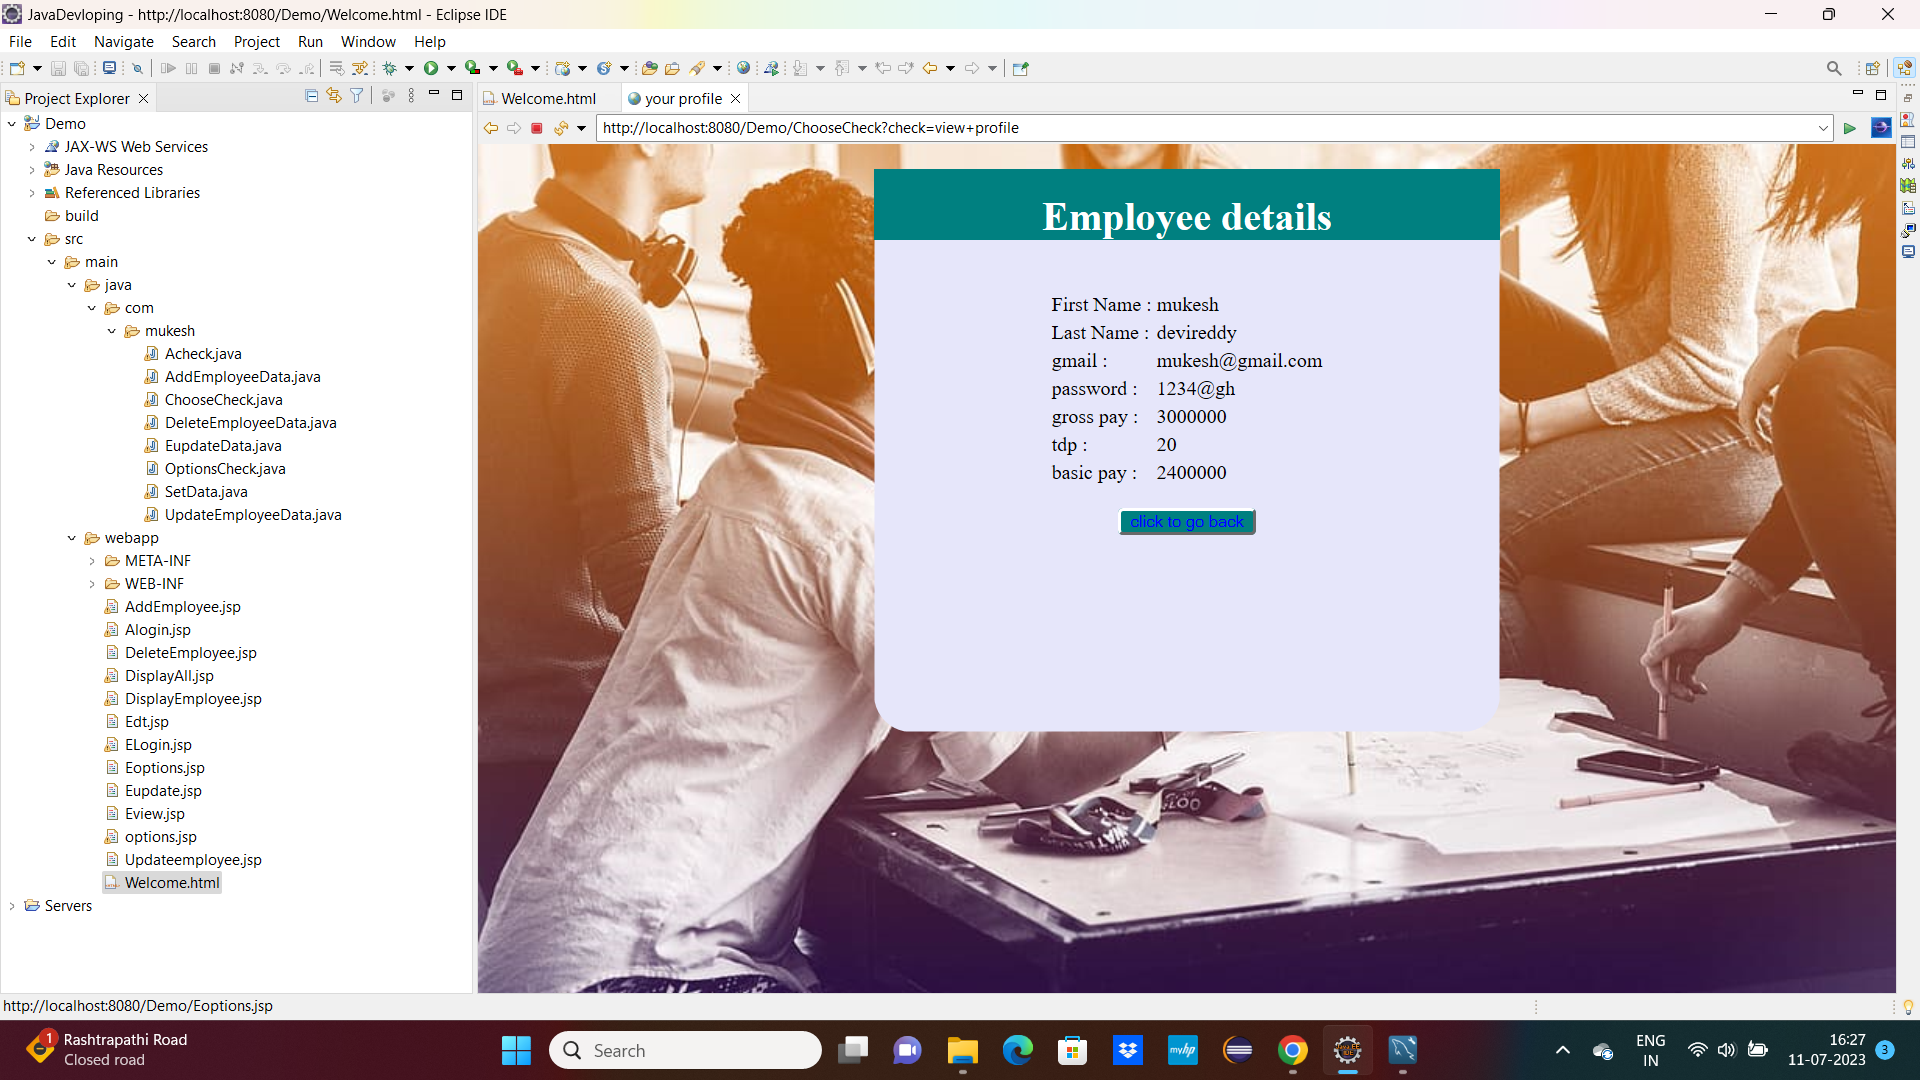 JavaDevloping - http://localhost:8080/Demo/Welcome.html - Eclipse IDE
File Edit Navigate Search Project Run Window Help
Project Explorer
Welcome.html
your profile
http://localhost:8080/Demo/ChooseCheck?check=view+profile
Demo
JAX-WS Web Services
Java Resources
Referenced Libraries
build
src
main
java
com
mukesh
Acheck.java
AddEmployeeData.java
ChooseCheck.java
DeleteEmployeeData.java
EupdateData.java
OptionsCheck.java
SetData.java
UpdateEmployeeData.java
webapp
META-INF
WEB-INF
AddEmployee.jsp
Alogin.jsp
DeleteEmployee.jsp
DisplayAll.jsp
DisplayEmployee.jsp
Edt.jsp
ELogin.jsp
Eoptions.jsp
Eupdate.jsp
Eview.jsp
options.jsp
Updateemployee.jsp
Welcome.html
Servers
Employee details
First Name : mukesh
Last Name : devireddy
gmail : mukesh@gmail.com
password : 1234@gh
gross pay : 3000000
tdp : 20
basic pay : 2400000
click to go back
http://localhost:8080/Demo/Eoptions.jsp
1
Rashtrapathi Road
Closed road
Search
myhp
ENG
IN
16:27
11-07-2023
3